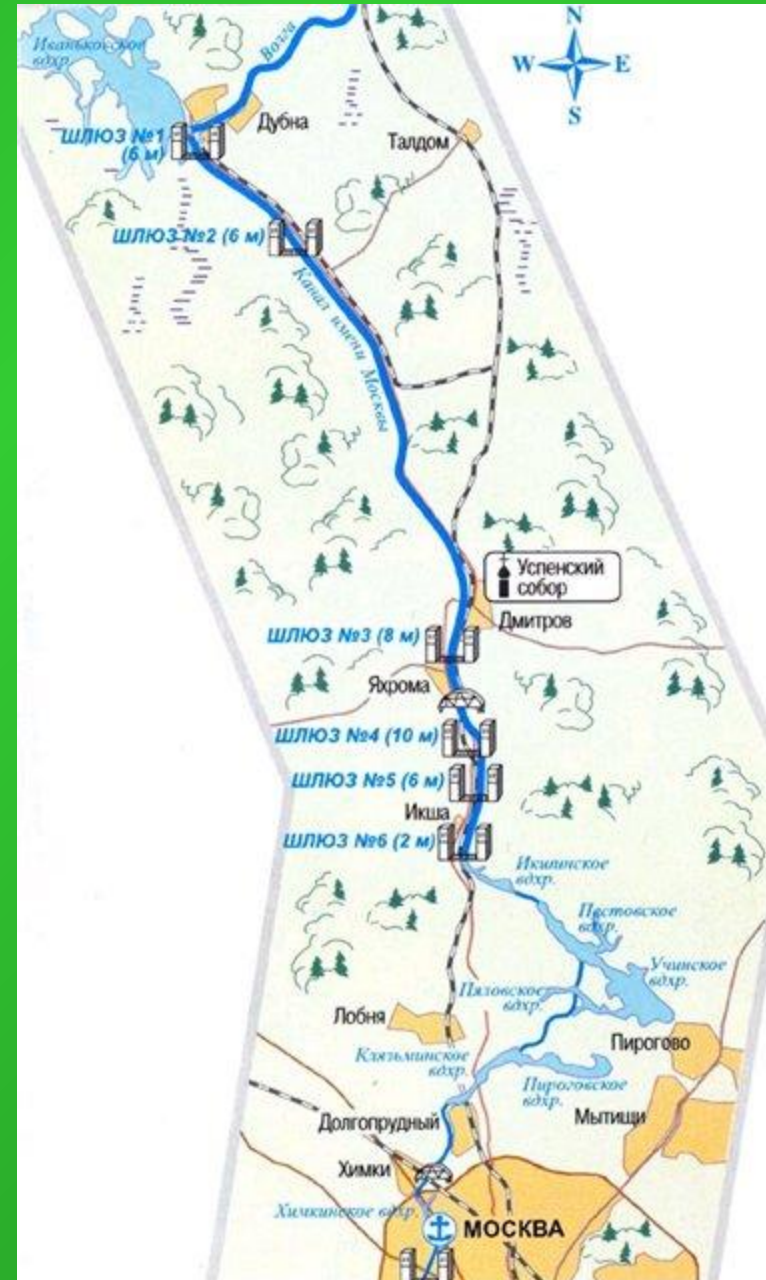 N
W E
S
Волга
Иваньковское
вдхр.
Дубна
ШЛЮЗ №1
(6 м)
Талдом
ШЛЮЗ №2 (6 м)
Канал имени Москвы
Успенский
собор
Дмитров
ШЛЮЗ №3 (8 м)
Яхрома
ШЛЮЗ №4 (10 м)
ШЛЮЗ №5 (6 м)
Икша
ШЛЮЗ №6 (2 м)
Икшинское
вдхр.
Пестовское
вдхр.
Учинское
вдхр.
Пяловское
вдхр.
Лобня
Пирогово
Клязьминское
вдхр.
Пироговское
вдхр.
Мытищи
Долгопрудный
Химки
Химкинское вдхр.
МОСКВА